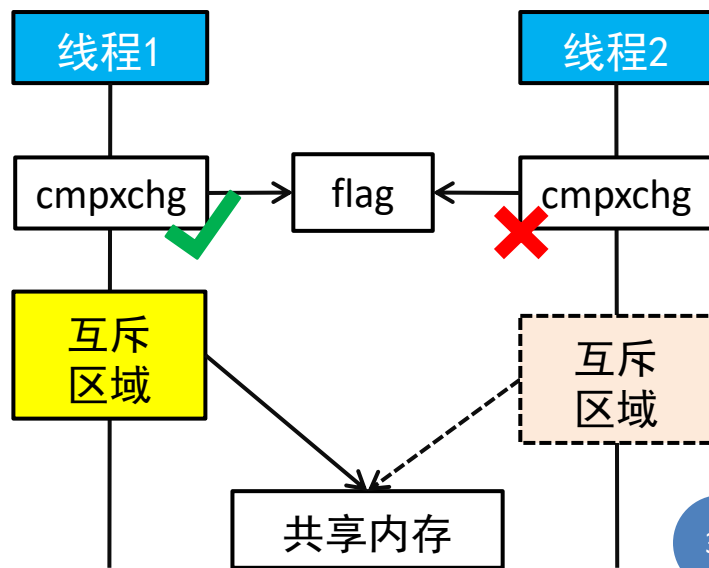 线程1
线程2
cmpxchg
flag
cmpxchg
互斥
区域
互斥
区域
共享内存